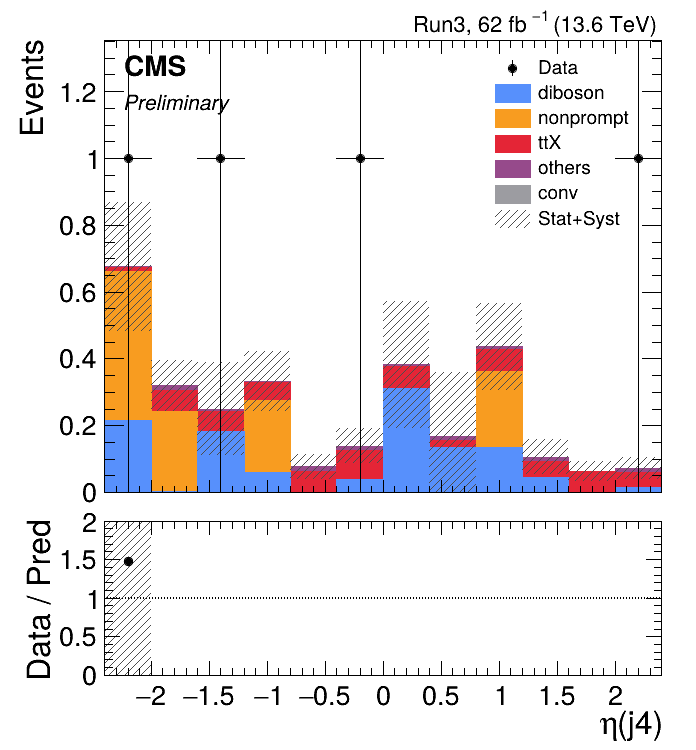 Run3, 62 fb⁻¹ (13.6 TeV)
CMS
Preliminary
Data
diboson
nonprompt
ttX
others
conv
Stat+Syst
Events
1.2
1
0.8
0.6
0.4
0.2
0
Data / Pred
2
1.5
1
0.5
0
−2 −1.5 −1 −0.5 0 0.5 1 1.5 2
η(j4)